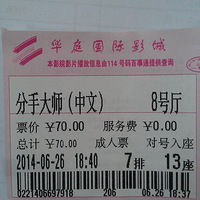 华庭国际影城
本影院影片播放信息由114号码百事通提供查询
分手大师（中文） 8号厅
票价 ¥70.00 服务费 ¥0.00
总计 ¥70.00 成人票 对号入座
2014-06-26 18:40 7排 13座
0221406697918 206 06.26 18:37